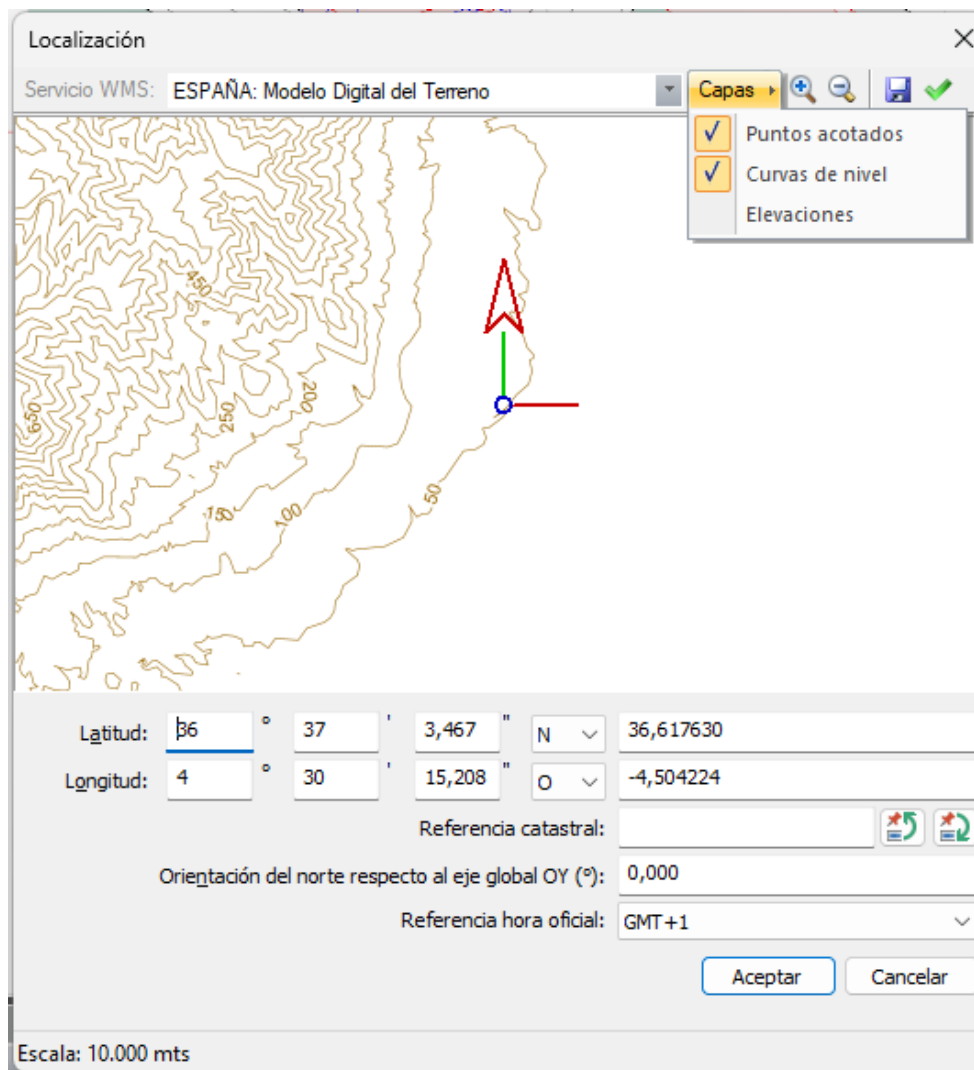 Localización
Servicio WMS: ESPAÑA: Modelo Digital del Terreno Capas
Puntos acotados
Curvas de nivel
Elevaciones
450
200
650
250
50
150
100
Latitud: 36 ° 37 ' 3,467 " N 36,617630
Longitud: 4 ° 30 ' 15,208 " O -4,504224
Referencia catastral:
Orientación del norte respecto al eje global OY (º): 0,000
Referencia hora oficial: GMT+1
Aceptar Cancelar
Escala: 10.000 mts